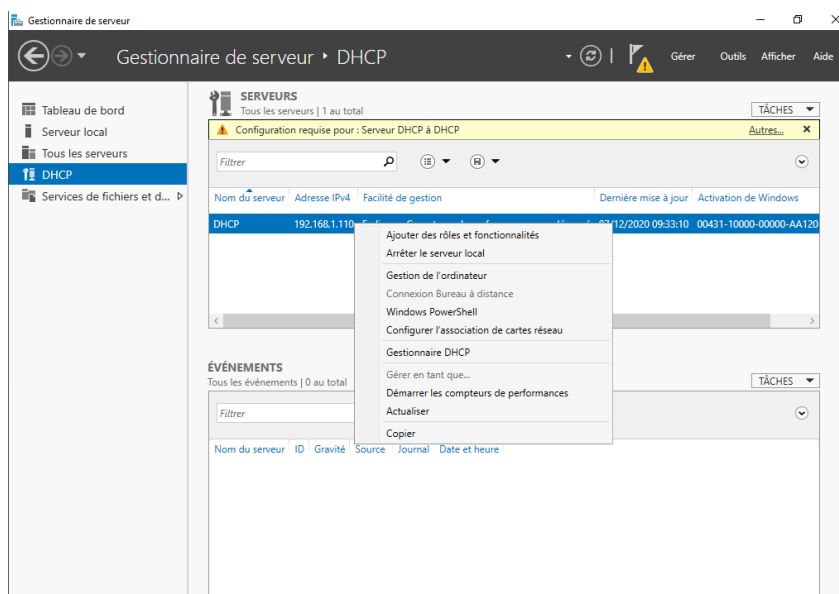 Gestionnaire de serveur
Gestionnaire de serveur ‣ DHCP
Gérer Outils Afficher Aide
Tableau de bord
Serveur local
Tous les serveurs
DHCP
Services de fichiers et d...
SERVEURS
Tous les serveurs | 1 au total
TÂCHES
Configuration requise pour : Serveur DHCP à DHCP
Autres...
Filtrer
Nom du serveur Adresse IPv4 Facilité de gestion Dernière mise à jour Activation de Windows
DHCP 192.168.1.110 07/12/2020 09:33:10 00431-10000-00000-AA120
Ajouter des rôles et fonctionnalités
Arrêter le serveur local
Gestion de l'ordinateur
Connexion Bureau à distance
Windows PowerShell
Configurer l'association de cartes réseau
Gestionnaire DHCP
Gérer en tant que...
Démarrer les compteurs de performances
Actualiser
Copier
ÉVÉNEMENTS
Tous les événements | 0 au total
TÂCHES
Filtrer
Nom du serveur ID Gravité Source Journal Date et heure